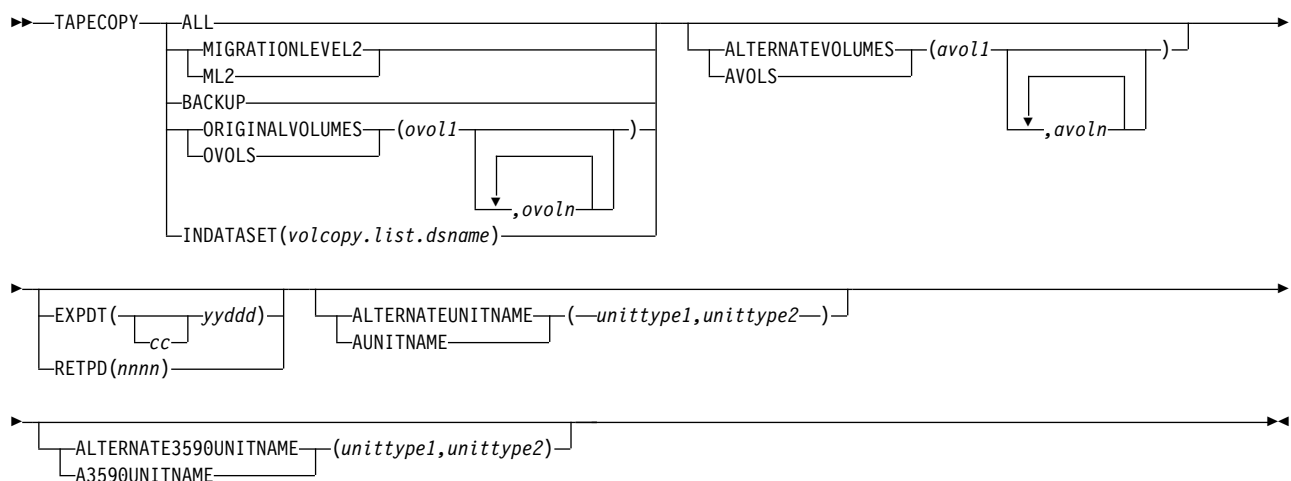 TAPECOPY ALL
MIGRATIONLEVEL2
ML2
BACKUP
ORIGINALVOLUMES (ovol1 )
OVOLS
,ovoln
INDATASET(volcopy.list.dsname)
ALTERNATEVOLUMES (avol1 )
AVOLS
,avoln
EXPDT( yyddd)
cc
RETPD(nnnn)
ALTERNATEUNITNAME ( unittype1,unittype2 )
AUNITNAME
ALTERNATE3590UNITNAME (unittype1,unittype2)
A3590UNITNAME